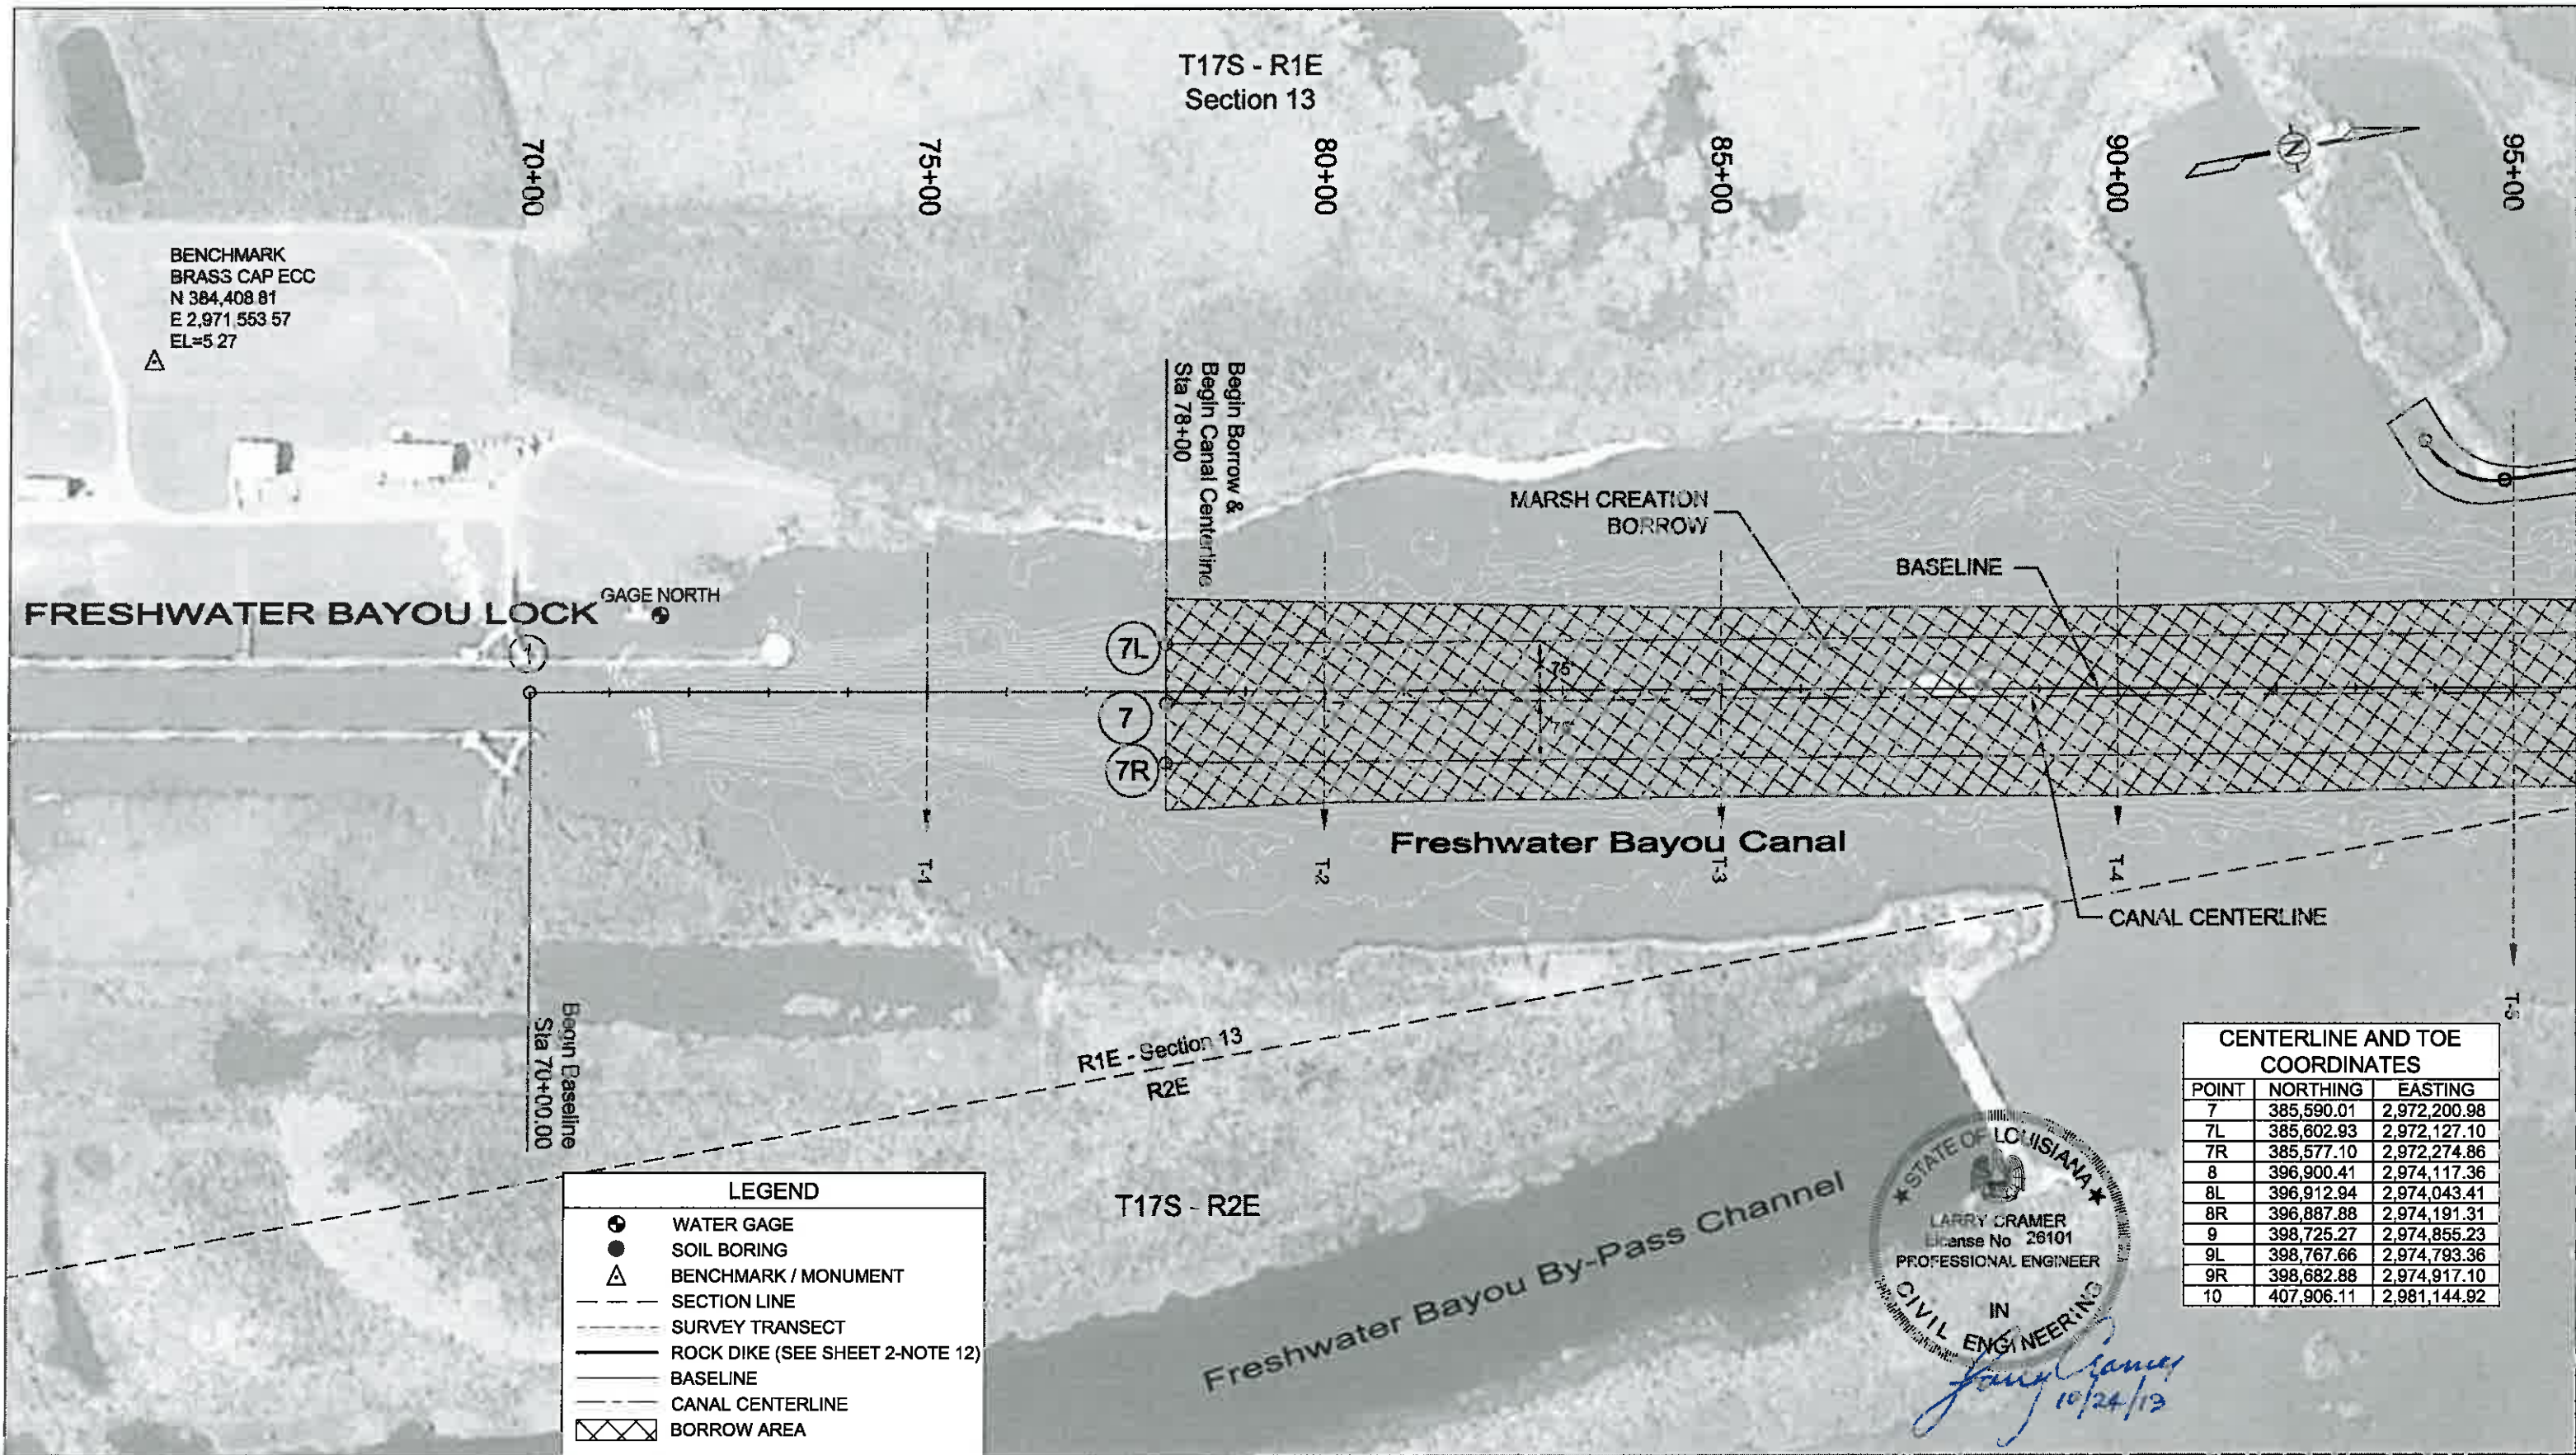 T17S - R1E
Section 13
70+00
75+00
80+00
85+00
90+00
95+00
N
BENCHMARK
BRASS CAP ECC
N 384,408 81
E 2,971,553 57
EL=5 27
Begin Borrow &
Begin Canal Centerline
Sta 78+00
MARSH CREATION
BORROW
BASELINE
GAGE NORTH
FRESHWATER BAYOU LOCK
1
7L
7
7R
75
75
Freshwater Bayou Canal
T-1
T-2
T-3
T-4
T-5
CANAL CENTERLINE
Begin Baseline
Sta 70+00.00
R1E - Section 13
R2E
T17S - R2E
Freshwater Bayou By-Pass Channel
LEGEND
WATER GAGE
SOIL BORING
BENCHMARK / MONUMENT
SECTION LINE
SURVEY TRANSECT
ROCK DIKE (SEE SHEET 2-NOTE 12)
BASELINE
CANAL CENTERLINE
BORROW AREA
STATE OF LOUISIANA
LARRY CRAMER
License No 26101
PROFESSIONAL ENGINEER
IN
CIVIL ENGINEERING
Larry Cramer
10/24/13
CENTERLINE AND TOE
COORDINATES
POINT NORTHING EASTING
7 385,590.01 2,972,200.98
7L 385,602.93 2,972,127.10
7R 385,577.10 2,972,274.86
8 396,900.41 2,974,117.36
8L 396,912.94 2,974,043.41
8R 396,887.88 2,974,191.31
9 398,725.27 2,974,855.23
9L 398,767.66 2,974,793.36
9R 398,682.88 2,974,917.10
10 407,906.11 2,981,144.92